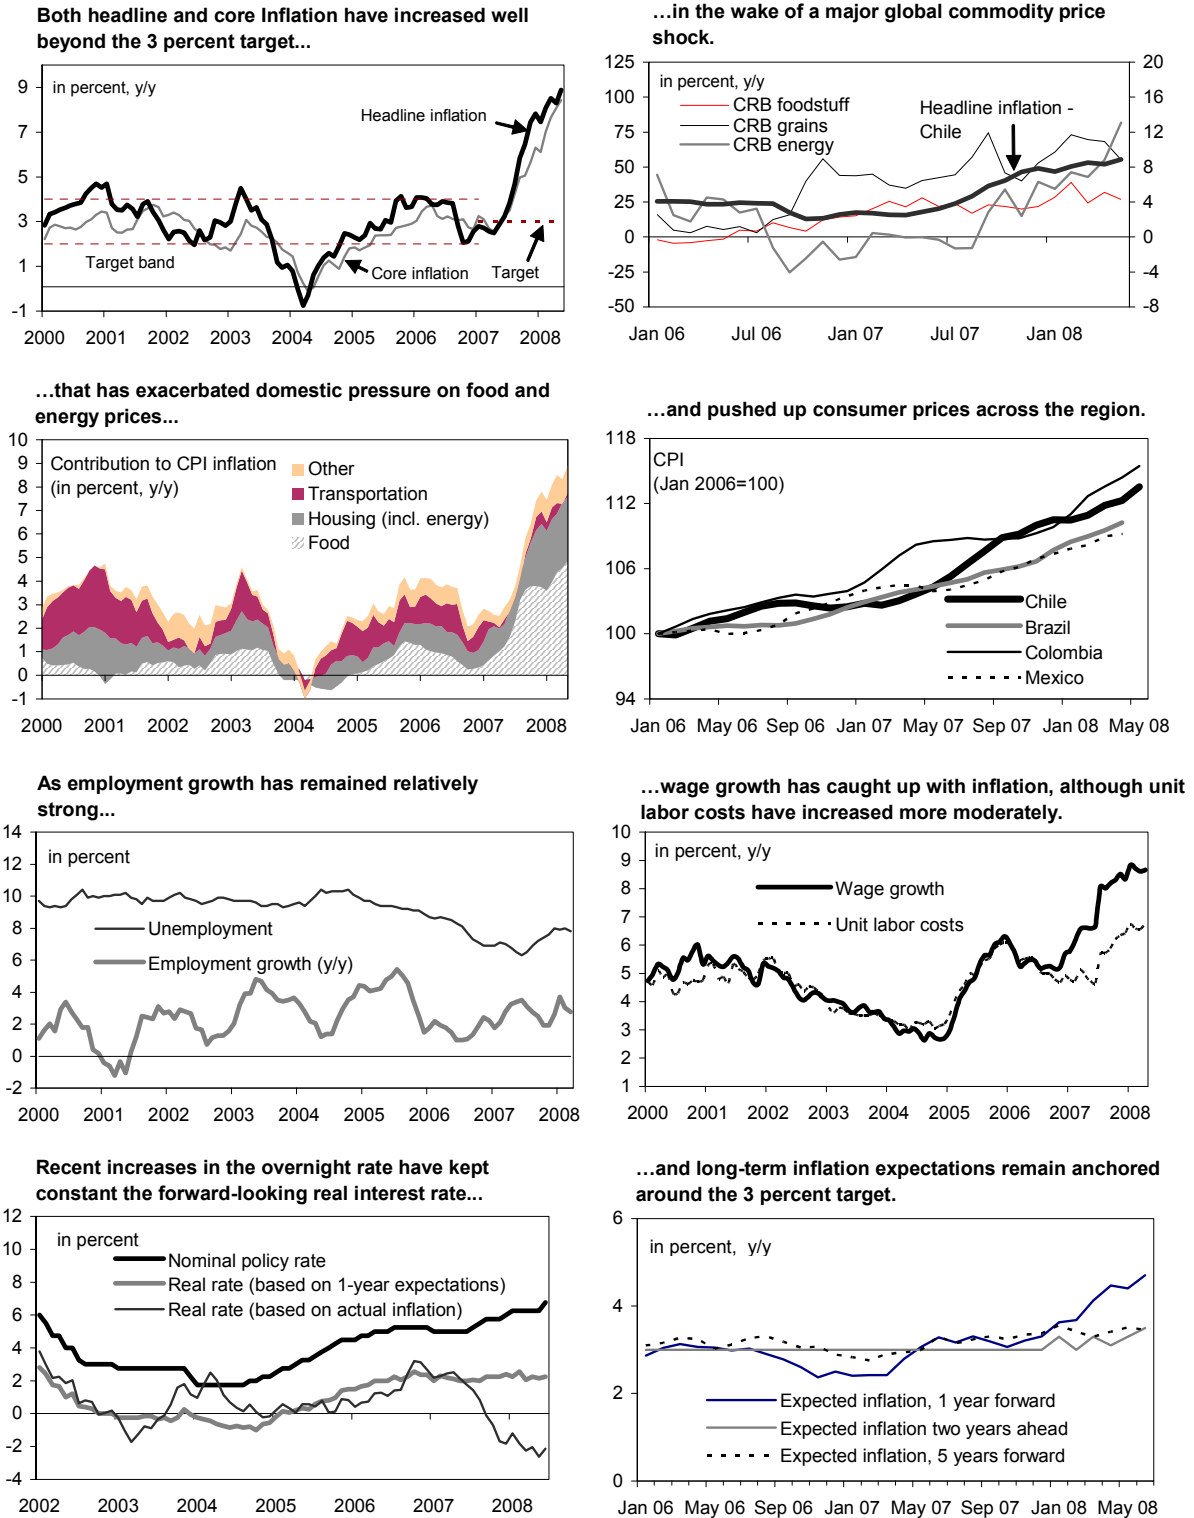 Both headline and core Inflation have increased well
beyond the 3 percent target...
in percent, y/y
9
7
5
3
1
-1
Headline inflation
Target band
Core inflation
Target
2000 2001 2002 2003 2004 2005 2006 2007 2008
…in the wake of a major global commodity price
shock.
in percent, y/y
125
100
75
50
25
0
-25
-50
20
16
12
8
4
0
-4
-8
CRB foodstuff
CRB grains
CRB energy
Headline inflation -
Chile
Jan 06 Jul 06 Jan 07 Jul 07 Jan 08
…that has exacerbated domestic pressure on food and
energy prices...
10
9
8
7
6
5
4
3
2
1
0
-1
Contribution to CPI inflation
(in percent, y/y)
Other
Transportation
Housing (incl. energy)
Food
2000 2001 2002 2003 2004 2005 2006 2007 2008
…and pushed up consumer prices across the region.
118
112
106
100
94
CPI
(Jan 2006=100)
Chile
Brazil
Colombia
Mexico
Jan 06 May 06 Sep 06 Jan 07 May 07 Sep 07 Jan 08 May 08
As employment growth has remained relatively
strong...
14
12
10
8
6
4
2
0
-2
in percent
Unemployment
Employment growth (y/y)
2000 2001 2002 2003 2004 2005 2006 2007 2008
…wage growth has caught up with inflation, although unit
labor costs have increased more moderately.
10
9
8
7
6
5
4
3
2
1
in percent, y/y
Wage growth
Unit labor costs
2000 2001 2002 2003 2004 2005 2006 2007 2008
Recent increases in the overnight rate have kept
constant the forward-looking real interest rate...
12
10
8
6
4
2
0
-2
-4
in percent
Nominal policy rate
Real rate (based on 1-year expectations)
Real rate (based on actual inflation)
2002 2003 2004 2005 2006 2007 2008
…and long-term inflation expectations remain anchored
around the 3 percent target.
6
4
2
0
in percent, y/y
Expected inflation, 1 year forward
Expected inflation two years ahead
Expected inflation, 5 years forward
Jan 06 May 06 Sep 06 Jan 07 May 07 Sep 07 Jan 08 May 08